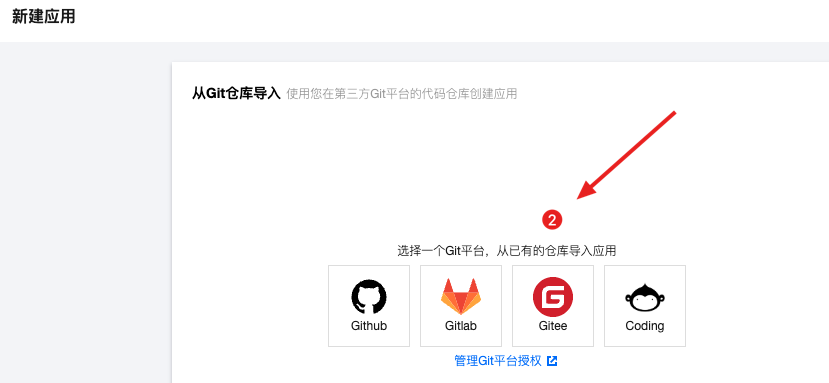 新建应用
从Git仓库导入 使用您在第三方Git平台的代码仓库创建应用
2
选择一个Git平台，从已有的仓库导入应用
Github Gitlab Gitee Coding
管理Git平台授权